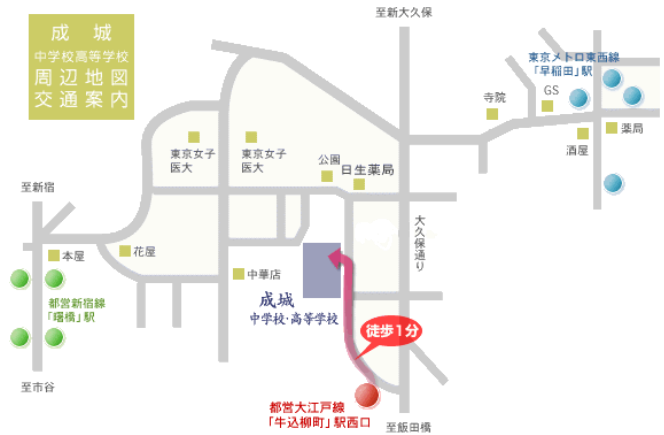 成城
中学校高等学校
周辺地図
交通案内
至新大久保
東京メトロ東西線
「早稲田」駅
寺院
GS
酒屋
薬局
東京女子
医大
東京女子
医大
公園
日生薬局
至新宿
大久保通り
本屋
花屋
中華店
都営新宿線
「曙橋」駅
成城
中学校・高等学校
徒歩1分
至市谷
都営大江戸線
「牛込柳町」駅西口
至飯田橋